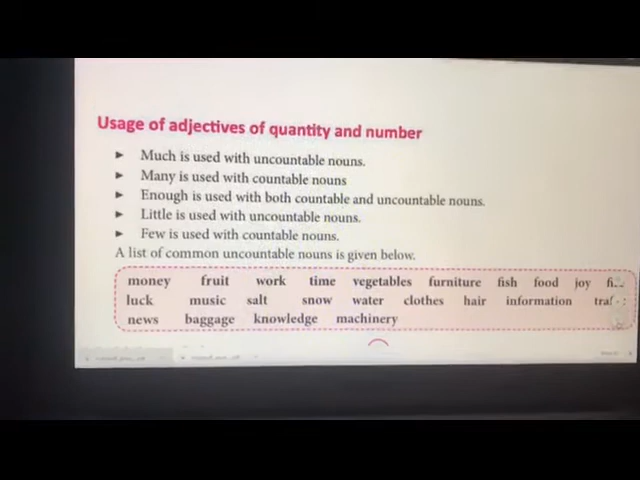 Usage of adjectives of quantity and number
► Much is used with uncountable nouns.
► Many is used with countable nouns
► Enough is used with both countable and uncountable nouns.
► Little is used with uncountable nouns.
► Few is used with countable nouns.
A list of common uncountable nouns is given below.
money fruit work time vegetables furniture fish food joy
luck music salt snow water clothes hair information
news baggage knowledge machinery